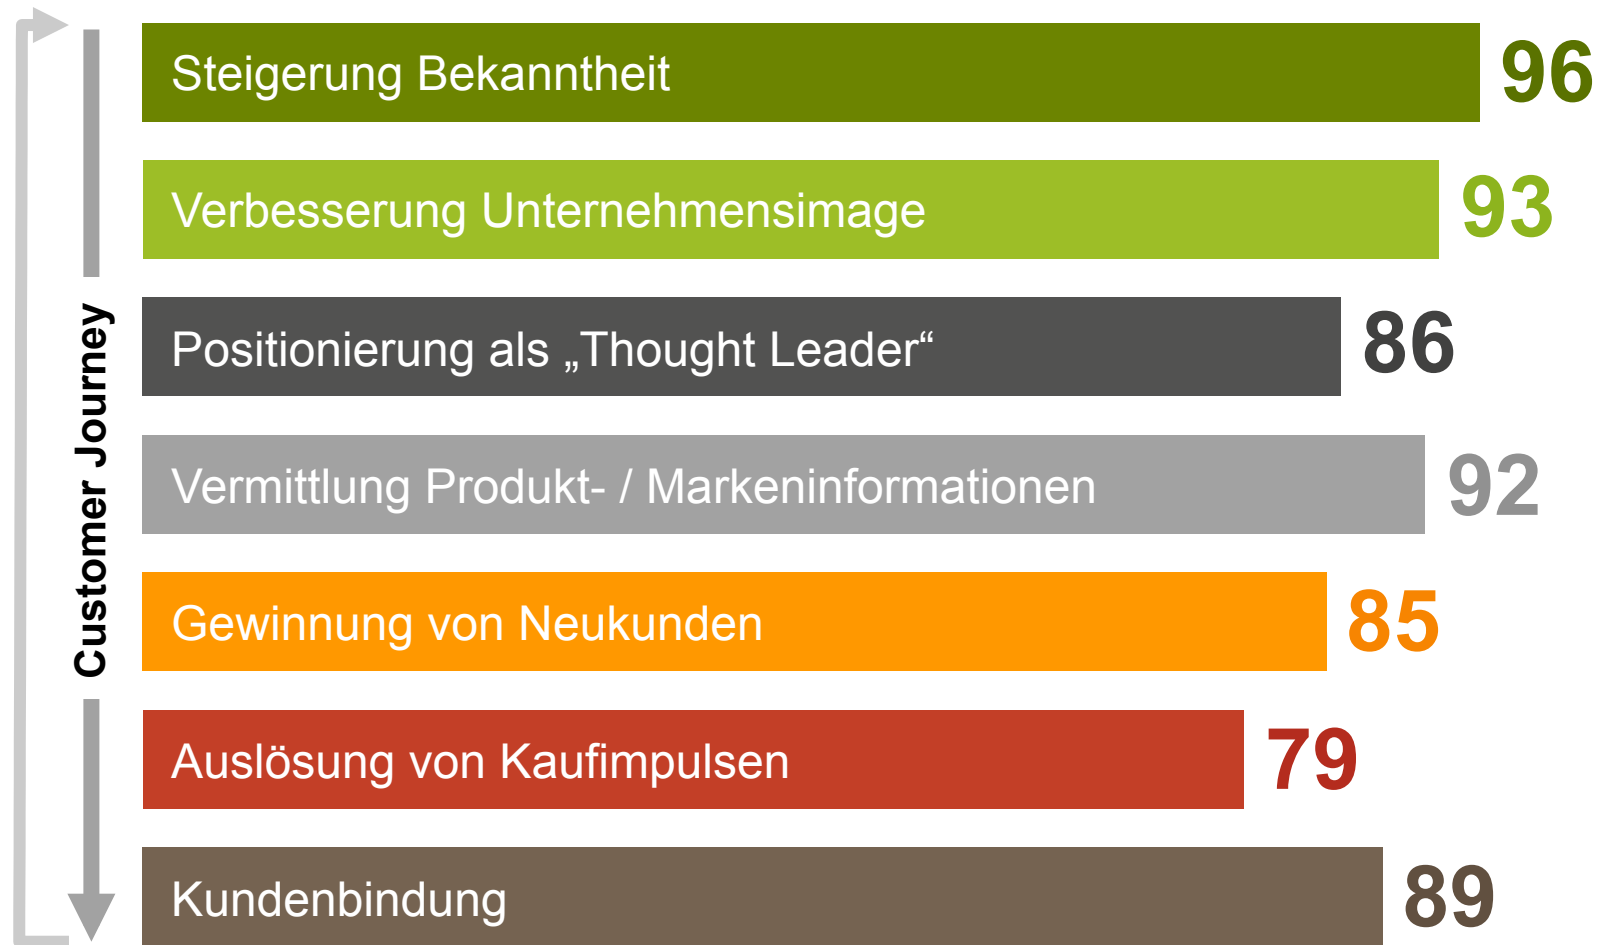 Customer Journey
Steigerung Bekanntheit 96
Verbesserung Unternehmensimage 93
Positionierung als „Thought Leader“ 86
Vermittlung Produkt- / Markeninformationen 92
Gewinnung von Neukunden 85
Auslösung von Kaufimpulsen 79
Kundenbindung 89